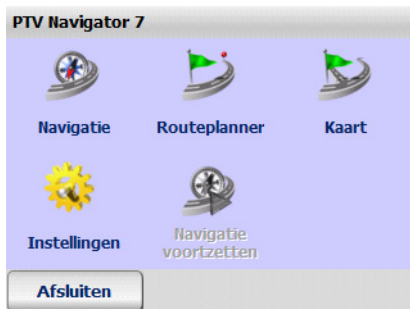 PTV Navigator 7
Navigatie
Routeplanner
Kaart
Instellingen
Navigatie
voortzetten
Afsluiten